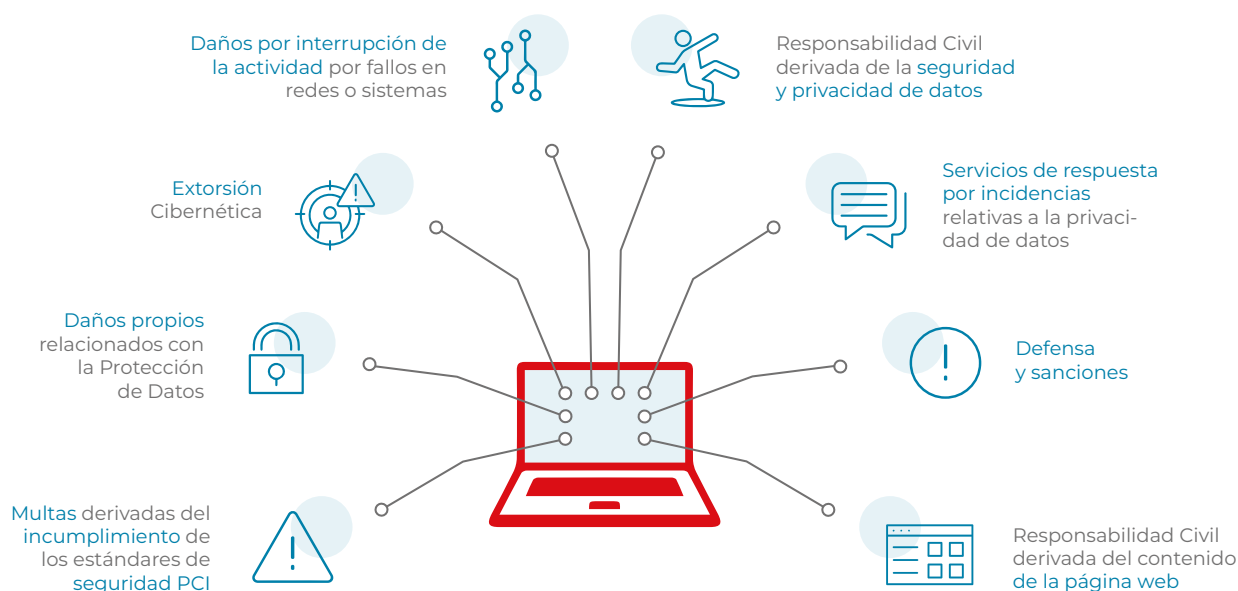 Daños por interrupción de
la actividad por fallos en
redes o sistemas
Responsabilidad Civil
derivada de la seguridad
y privacidad de datos
Extorsión
Cibernética
Servicios de respuesta
por incidencias
relativas a la privaci-
dad de datos
Daños propios
relacionados con
la Protección
de Datos
Defensa
y sanciones
Multas derivadas del
incumplimiento de
los estándares de
seguridad PCI
Responsabilidad Civil
derivada del contenido
de la página web